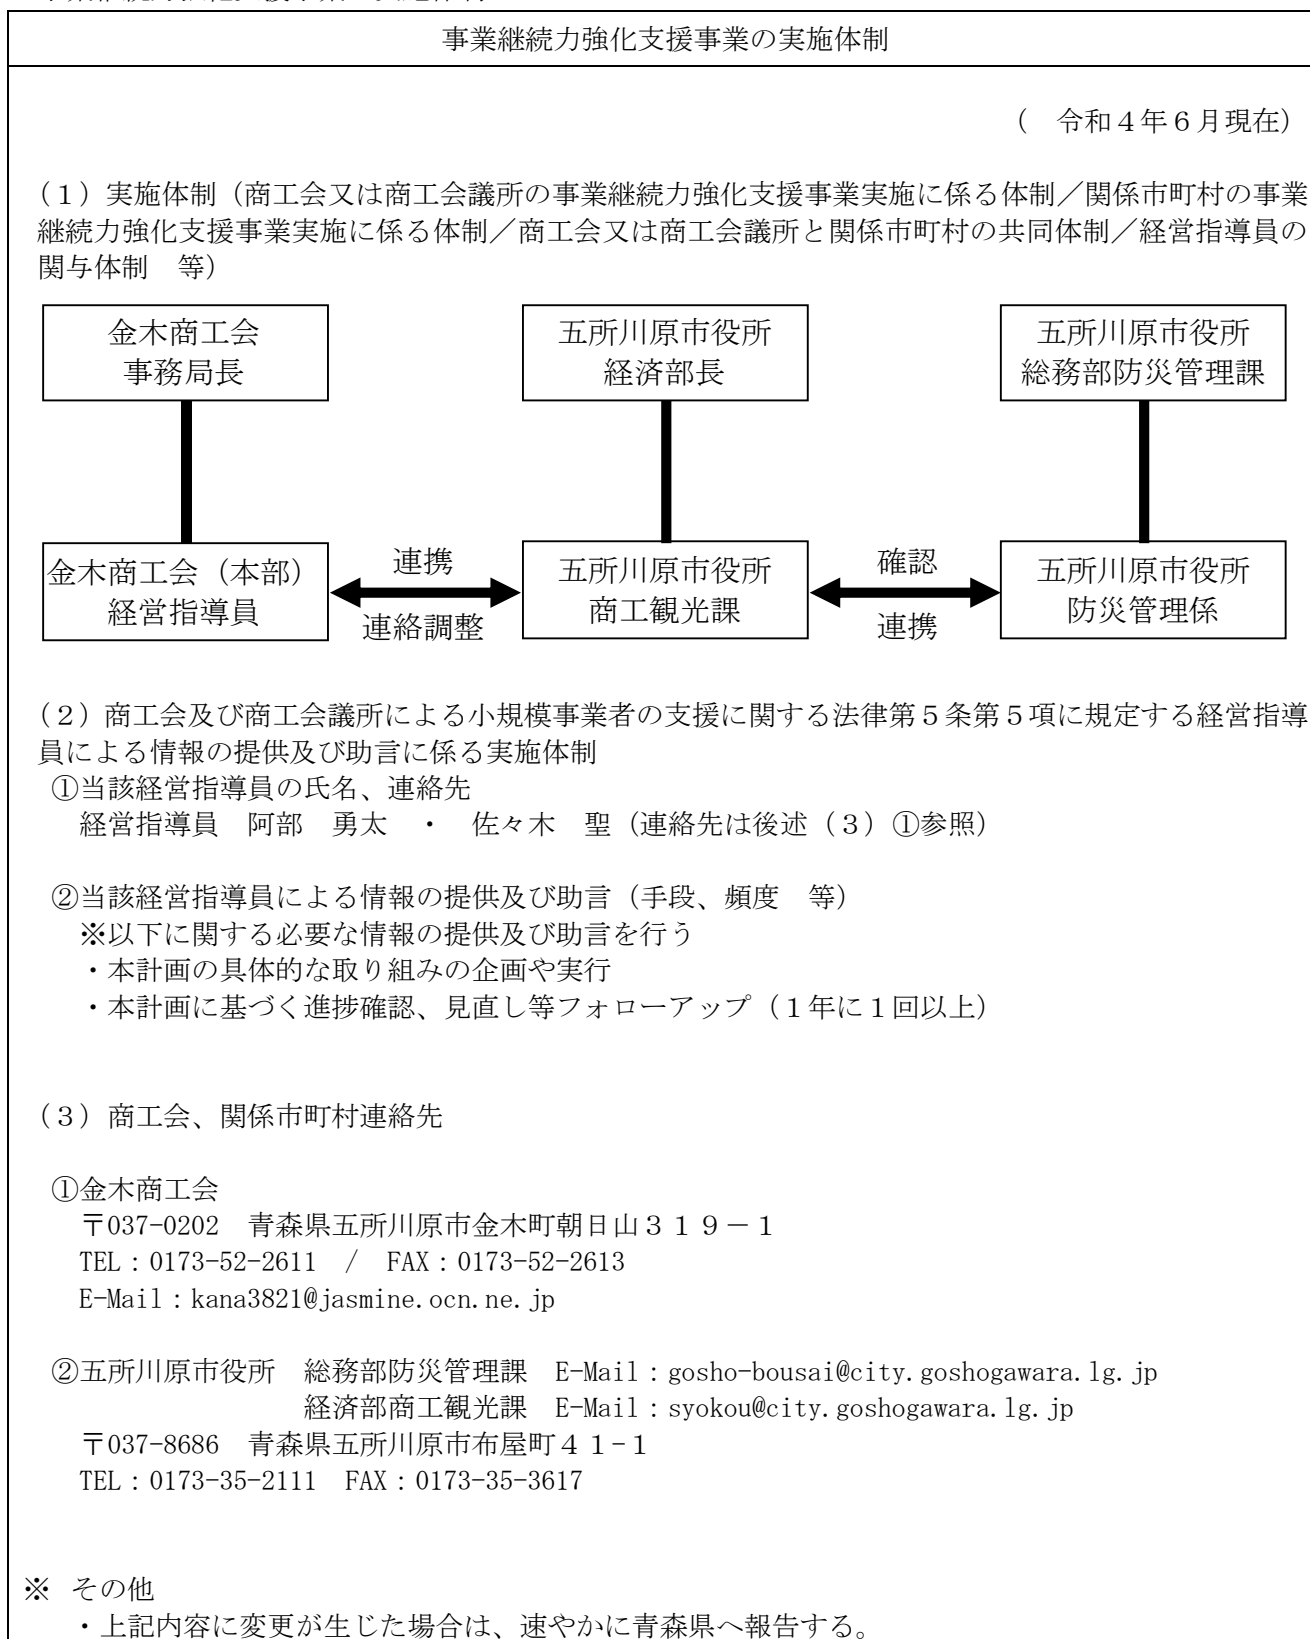 事業継続力強化支援事業の実施体制
（　令和４年６月現在）
（１）実施体制（商工会又は商工会議所の事業継続力強化支援事業実施に係る体制／関係市町村の事業
継続力強化支援事業実施に係る体制／商工会又は商工会議所と関係市町村の共同体制／経営指導員の
関与体制　等）
金木商工会
事務局長
五所川原市役所
経済部長
五所川原市役所
総務部防災管理課
金木商工会（本部）
経営指導員
連携
連絡調整
五所川原市役所
商工観光課
確認
連携
五所川原市役所
防災管理係
（２）商工会及び商工会議所による小規模事業者の支援に関する法律第５条第５項に規定する経営指導
員による情報の提供及び助言に係る実施体制
①当該経営指導員の氏名、連絡先
経営指導員　阿部　勇太　・　佐々木　聖（連絡先は後述（３）①参照）
②当該経営指導員による情報の提供及び助言（手段、頻度　等）
※以下に関する必要な情報の提供及び助言を行う
・本計画の具体的な取り組みの企画や実行
・本計画に基づく進捗確認、見直し等フォローアップ（１年に１回以上）
（３）商工会、関係市町村連絡先
①金木商工会
〒037-0202　青森県五所川原市金木町朝日山３１９－１
TEL：0173-52-2611　/　FAX：0173-52-2613
E-Mail：kana3821@jasmine.ocn.ne.jp
②五所川原市役所　総務部防災管理課　E-Mail：gosho-bousai@city.goshogawara.lg.jp
経済部商工観光課　E-Mail：syokou@city.goshogawara.lg.jp
〒037-8686　青森県五所川原市布屋町４１-１
TEL：0173-35-2111　FAX：0173-35-3617
※　その他
・上記内容に変更が生じた場合は、速やかに青森県へ報告する。